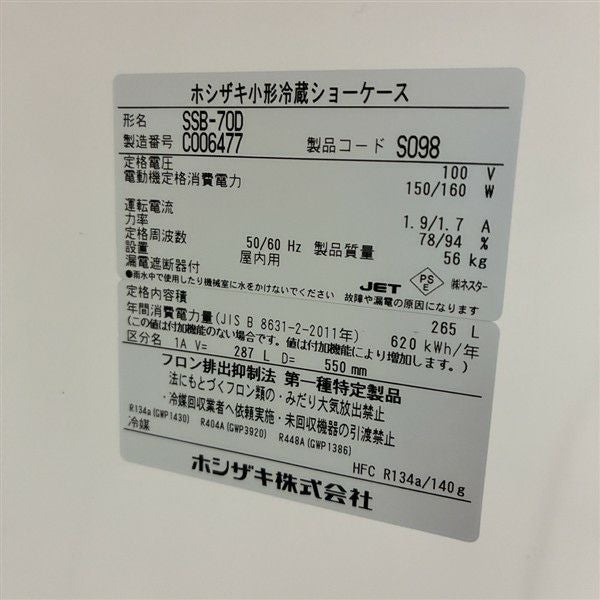 ホシザキ小形冷蔵ショーケース
形名 SSB-70D
製造番号 C006477 製品コード S098
定格電圧 100 V
電動機定格消費電力 150/160 W
運転電流 1.9/1.7 A
力率 78/94 %
定格周波数 50/60 Hz 製品質量 56 kg
設置 屋内用
漏電遮断器付 JET PSE ㈱ネスター
●雨水中で使用したり機械室に水をかけないでください 故障や漏電の原因になります
定格内容積 265 L
年間消費電力量(JIS B 8631-2-2011年) 620 kWh/年
(この値は付加機能のない場合です。値は付加機能により増加します。)
区分名 1A V= 287 L D= 550 mm
フロン排出抑制法 第一種特定製品
法にもとづくフロン類の・みだり大気放出禁止
・冷媒回収業者へ依頼実施・未回収機器の引渡禁止
R134a(GWP1430) R404A(GWP3920) R448A(GWP1386)
冷媒 HFC R134a/140g
ホシザキ株式会社